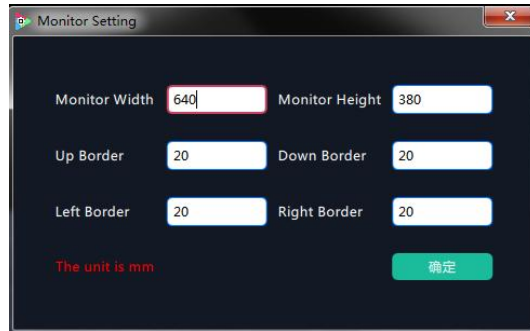 Monitor Setting
Monitor Width 640 Monitor Height 380
Up Border 20 Down Border 20
Left Border 20 Right Border 20
The unit is mm 确定